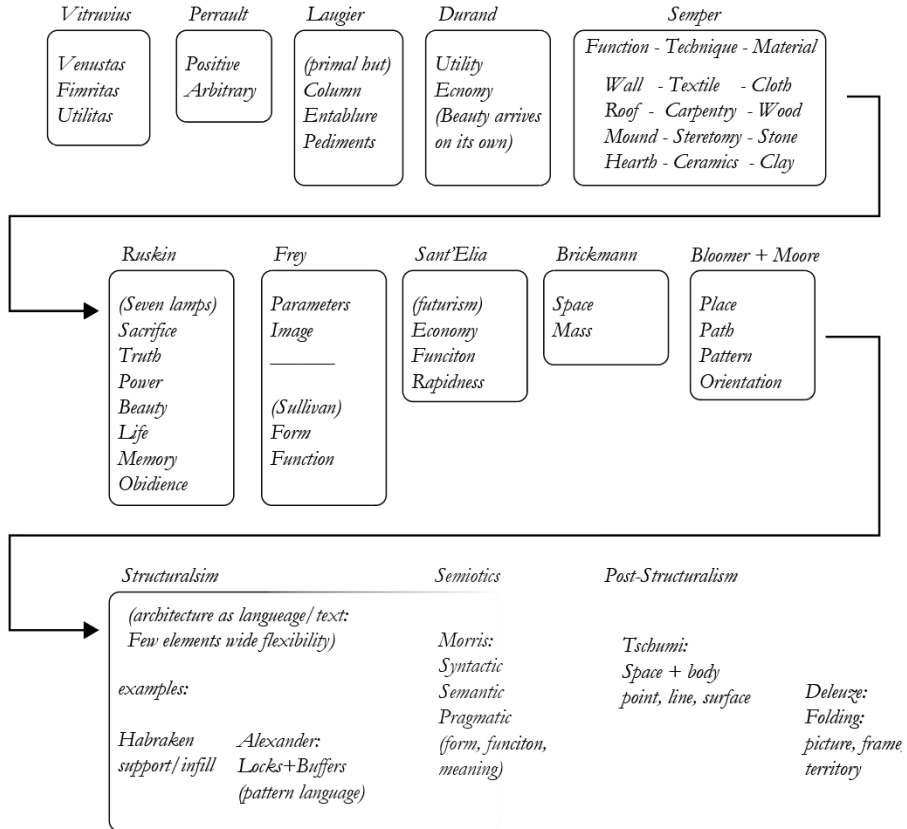 Vitruvius
Venustas
Fimritas
Utilitas
Perrault
Positive
Arbitrary
Laugier
(primal hut)
Column
Entablure
Pediments
Durand
Utility
Ecnomy
(Beauty arrives
on its own)
Semper
Function - Technique - Material
Wall - Textile - Cloth
Roof - Carpentry - Wood
Mound - Steretomy - Stone
Hearth - Ceramics - Clay
Ruskin
(Seven lamps)
Sacrifice
Truth
Power
Beauty
Life
Memory
Obidience
Frey
Parameters
Image
(Sullivan)
Form
Function
Sant'Elia
(futurism)
Economy
Funciton
Rapidness
Brickmann
Space
Mass
Bloomer + Moore
Place
Path
Pattern
Orientation
Structuralsim
(architecture as langueage/text:
Few elements wide flexibility)
examples:
Habraken
support/infill
Alexander:
Locks+Buffers
(pattern language)
Semiotics
Morris:
Syntactic
Semantic
Pragmatic
(form, funciton,
meaning)
Post-Structuralism
Tschumi:
Space + body
point, line, surface
Deleuze:
Folding:
picture, frame,
territory